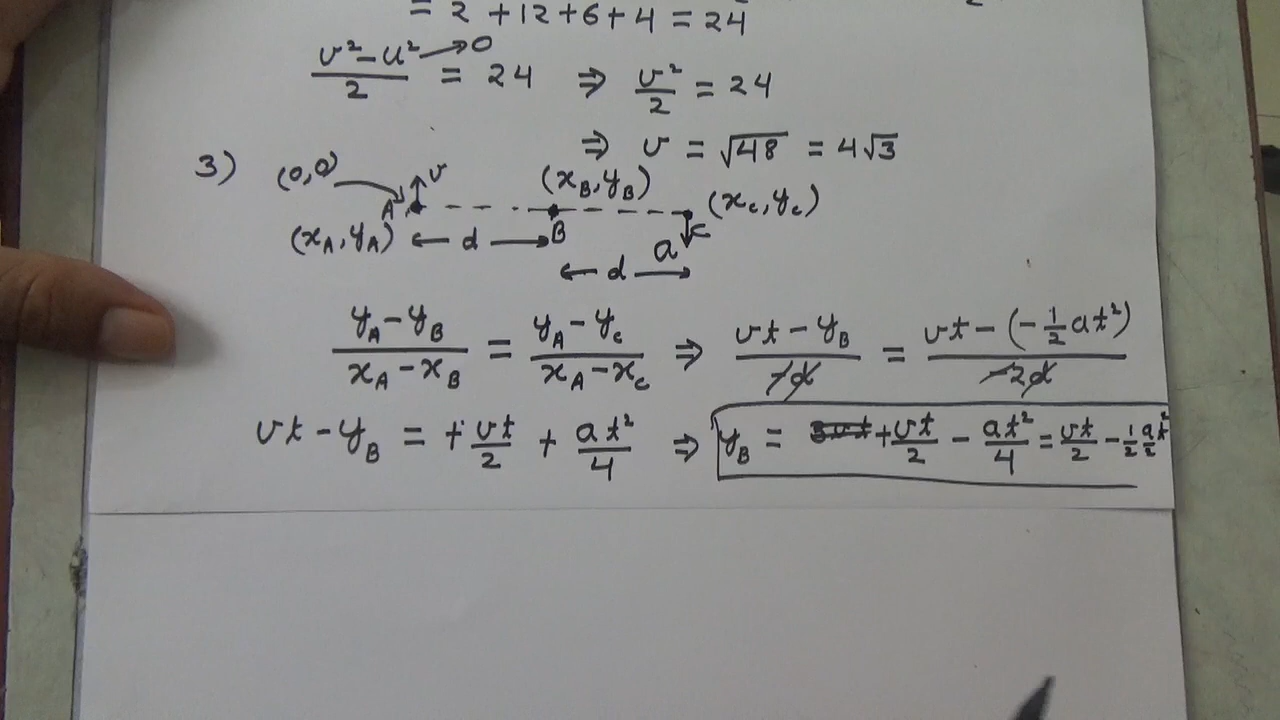 = 2 + 12 + 6 + 4 = 24
(v² - u²)/2 → 0 = 24 ⇒ v²/2 = 24
⇒ v = √48 = 4√3
3) (0,0) v (x_B, y_B)
A (x_C, y_C)
(x_A, y_A) ← d → B C
← d → a
(y_A - y_B)/(x_A - x_B) = (y_A - y_C)/(x_A - x_C) ⇒ (vt - y_B)/(-d) = (vt - (-½at²))/(-2d)
vt - y_B = + vt/2 + at²/4 ⇒ y_B = + vt/2 - at²/4 = vt/2 - ½ a/2 t²